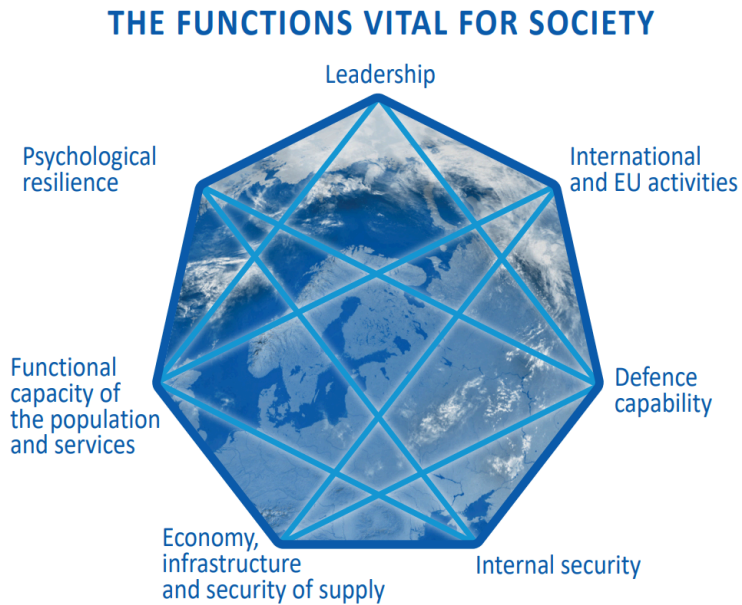 THE FUNCTIONS VITAL FOR SOCIETY
Leadership
Psychological
resilience
International
and EU activities
Functional
capacity of
the population
and services
Defence
capability
Economy,
infrastructure
and security of supply
Internal security